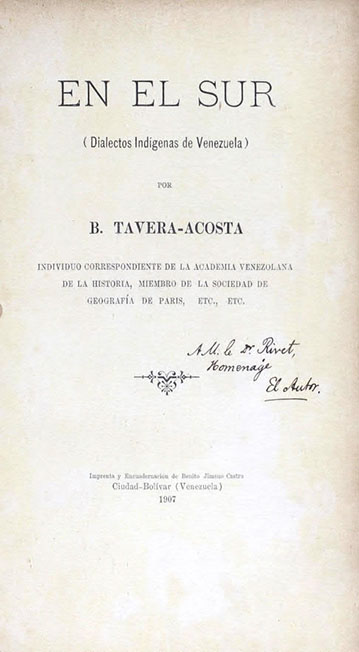 EN EL SUR
( Dialectos Indígenas de Venezuela )
POR
B. TAVERA-ACOSTA
INDIVIDUO CORRESPONDIENTE DE LA ACADEMIA VENEZOLANA
DE LA HISTORIA, MIEMBRO DE LA SOCIEDAD DE
GEOGRAFÍA DE PARIS, ETC., ETC.
A M. le Dr. Rivet,
Homenage
El Autor.
Imprenta y Encuadernación de Benito Jimeno Castro
Ciudad-Bolívar (Venezuela)
1907